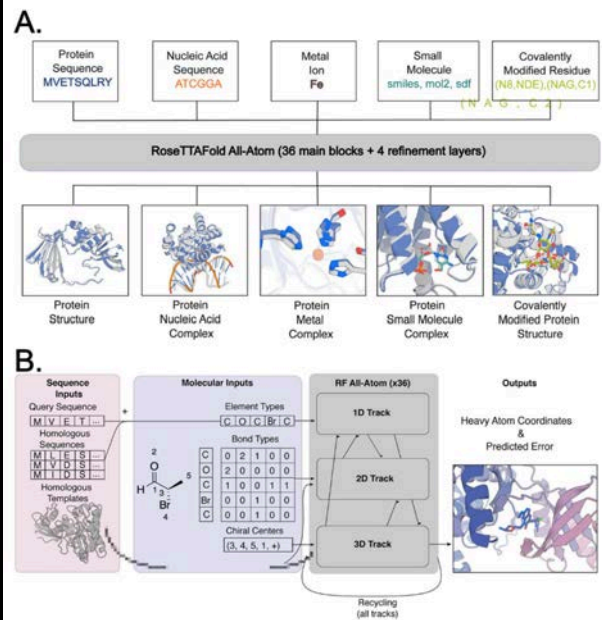 A.
Protein
Sequence
MVETSQLRY
Nucleic Acid
Sequence
ATCGGA
Metal
Ion
Fe
Small
Molecule
smiles, mol2, sdf
Covalently
Modified Residue
(N8,NDE),(NAG,C1)
(NAG,C2)
RoseTTAFold All-Atom (36 main blocks + 4 refinement layers)
Protein
Structure
Protein
Nucleic Acid
Complex
Protein
Metal
Complex
Protein
Small Molecule
Complex
Covalently
Modified Protein
Structure
B.
Sequence
Inputs
Query Sequence
M V E T ...
Homologous
Sequences
M L E S ...
M V D S ...
M I D S ...
Homologous
Templates
+
Molecular Inputs
Element Types
C O C Br C
Bond Types
C 0 2 1 0 0
O 2 0 0 0 0
C 1 0 0 1 1
Br 0 0 1 0 0
C 0 0 1 0 0
2
O
H
1
3
5
Br
4
Chiral Centers
(3, 4, 5, 1, +)
RF All-Atom (x36)
1D Track
2D Track
3D Track
Recycling
(all tracks)
Outputs
Heavy Atom Coordinates
&
Predicted Error